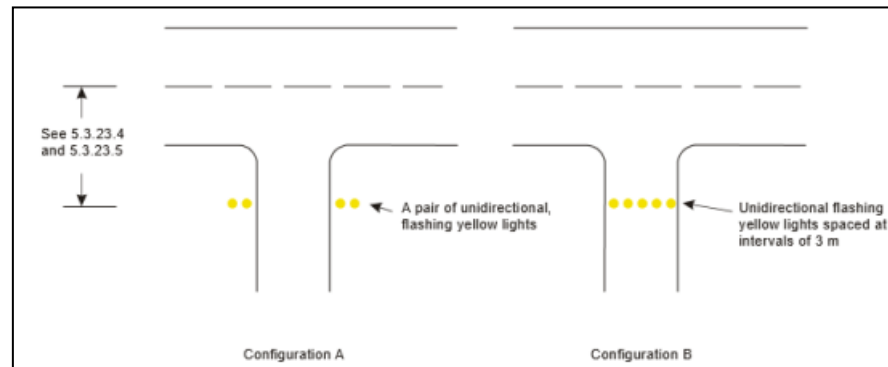 See 5.3.23.4
and 5.3.23.5
A pair of unidirectional,
flashing yellow lights
Unidirectional flashing
yellow lights spaced at
intervals of 3 m
Configuration A
Configuration B